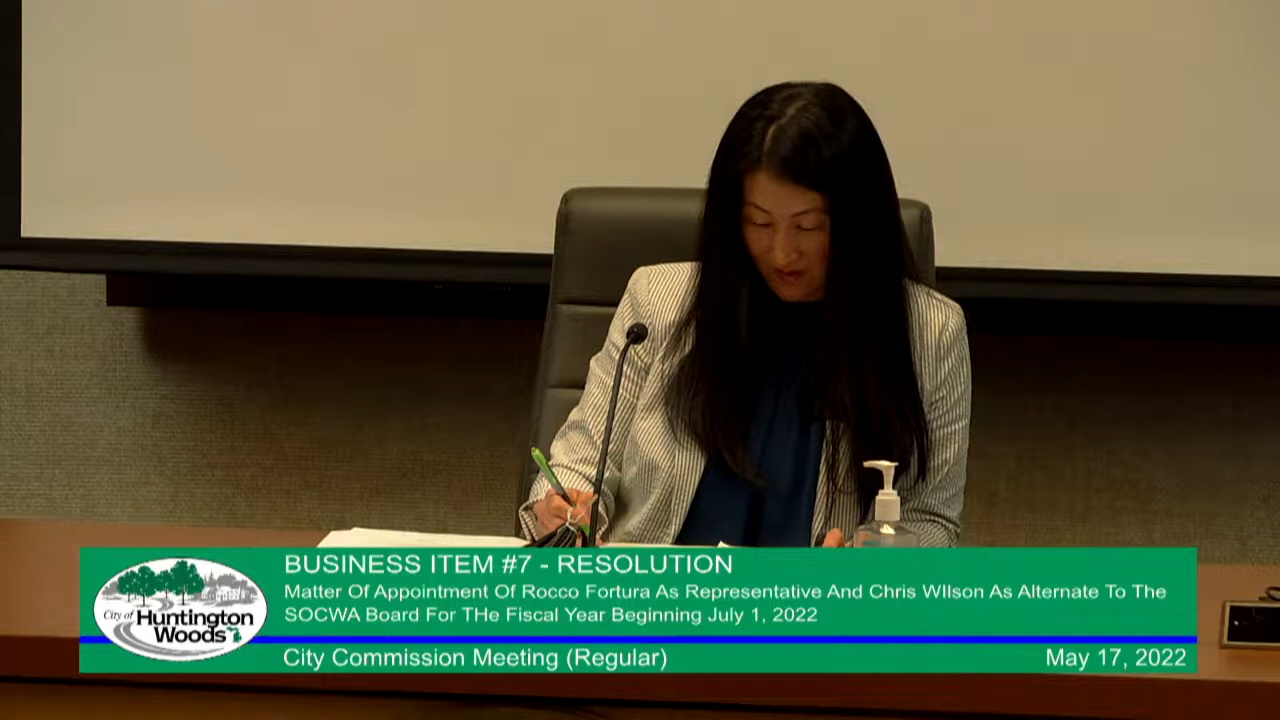 BUSINESS ITEM #7 - RESOLUTION
Matter Of Appointment Of Rocco Fortura As Representative And Chris WIlson As Alternate To The
SOCWA Board For THe Fiscal Year Beginning July 1, 2022
City of
Huntington
Woods
City Commission Meeting (Regular)
May 17, 2022